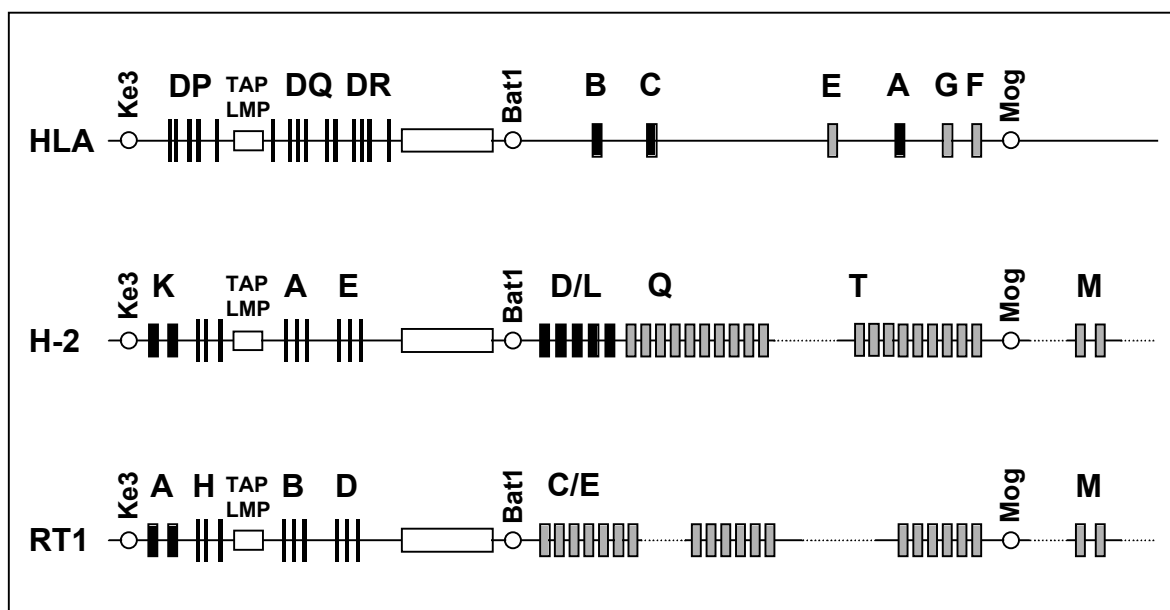 Ke3 DP TAP LMP DQ DR Bat1 B C E A G F Mog
HLA
Ke3 K TAP LMP A E Bat1 D/L Q T Mog M
H-2
Ke3 A H TAP LMP B D Bat1 C/E Mog M
RT1